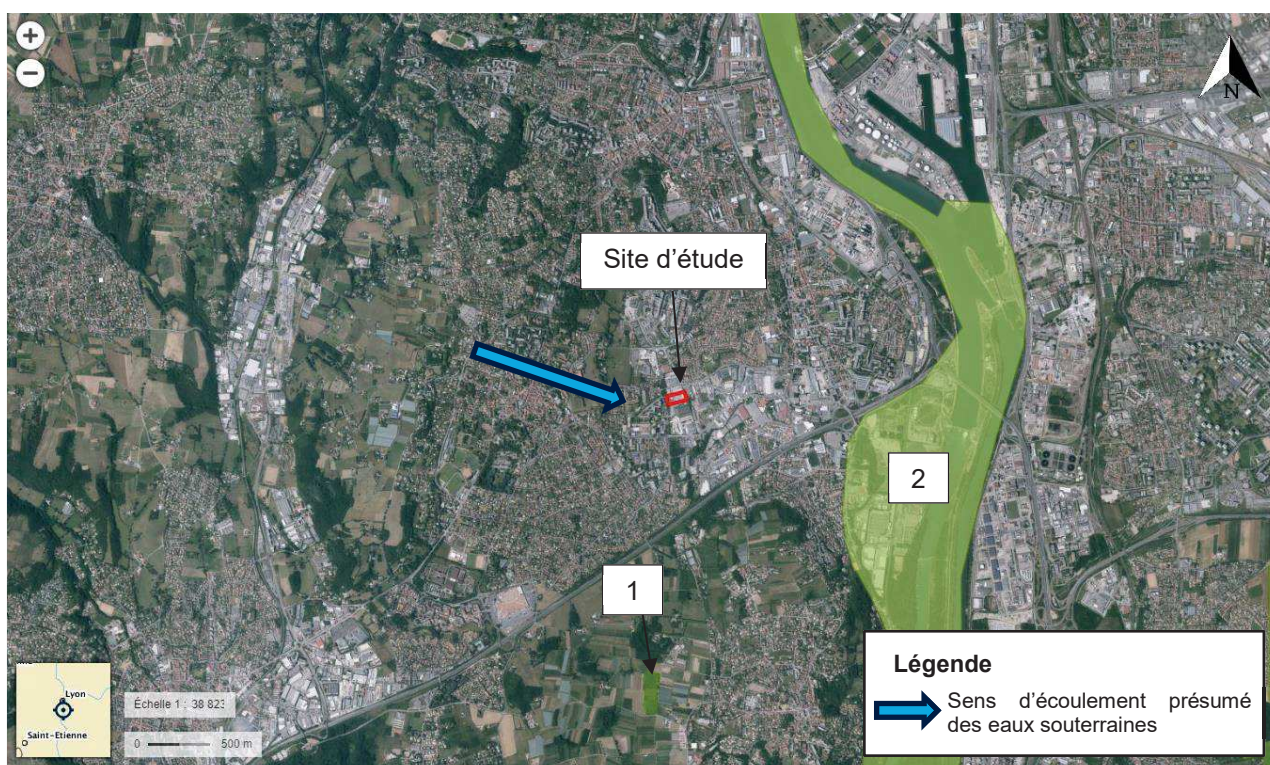 +
−
N
Site d'étude
2
1
Légende
Sens d'écoulement présumé
des eaux souterraines
Lyon
Saint-Etienne
Échelle 1 : 38 823
0 500 m